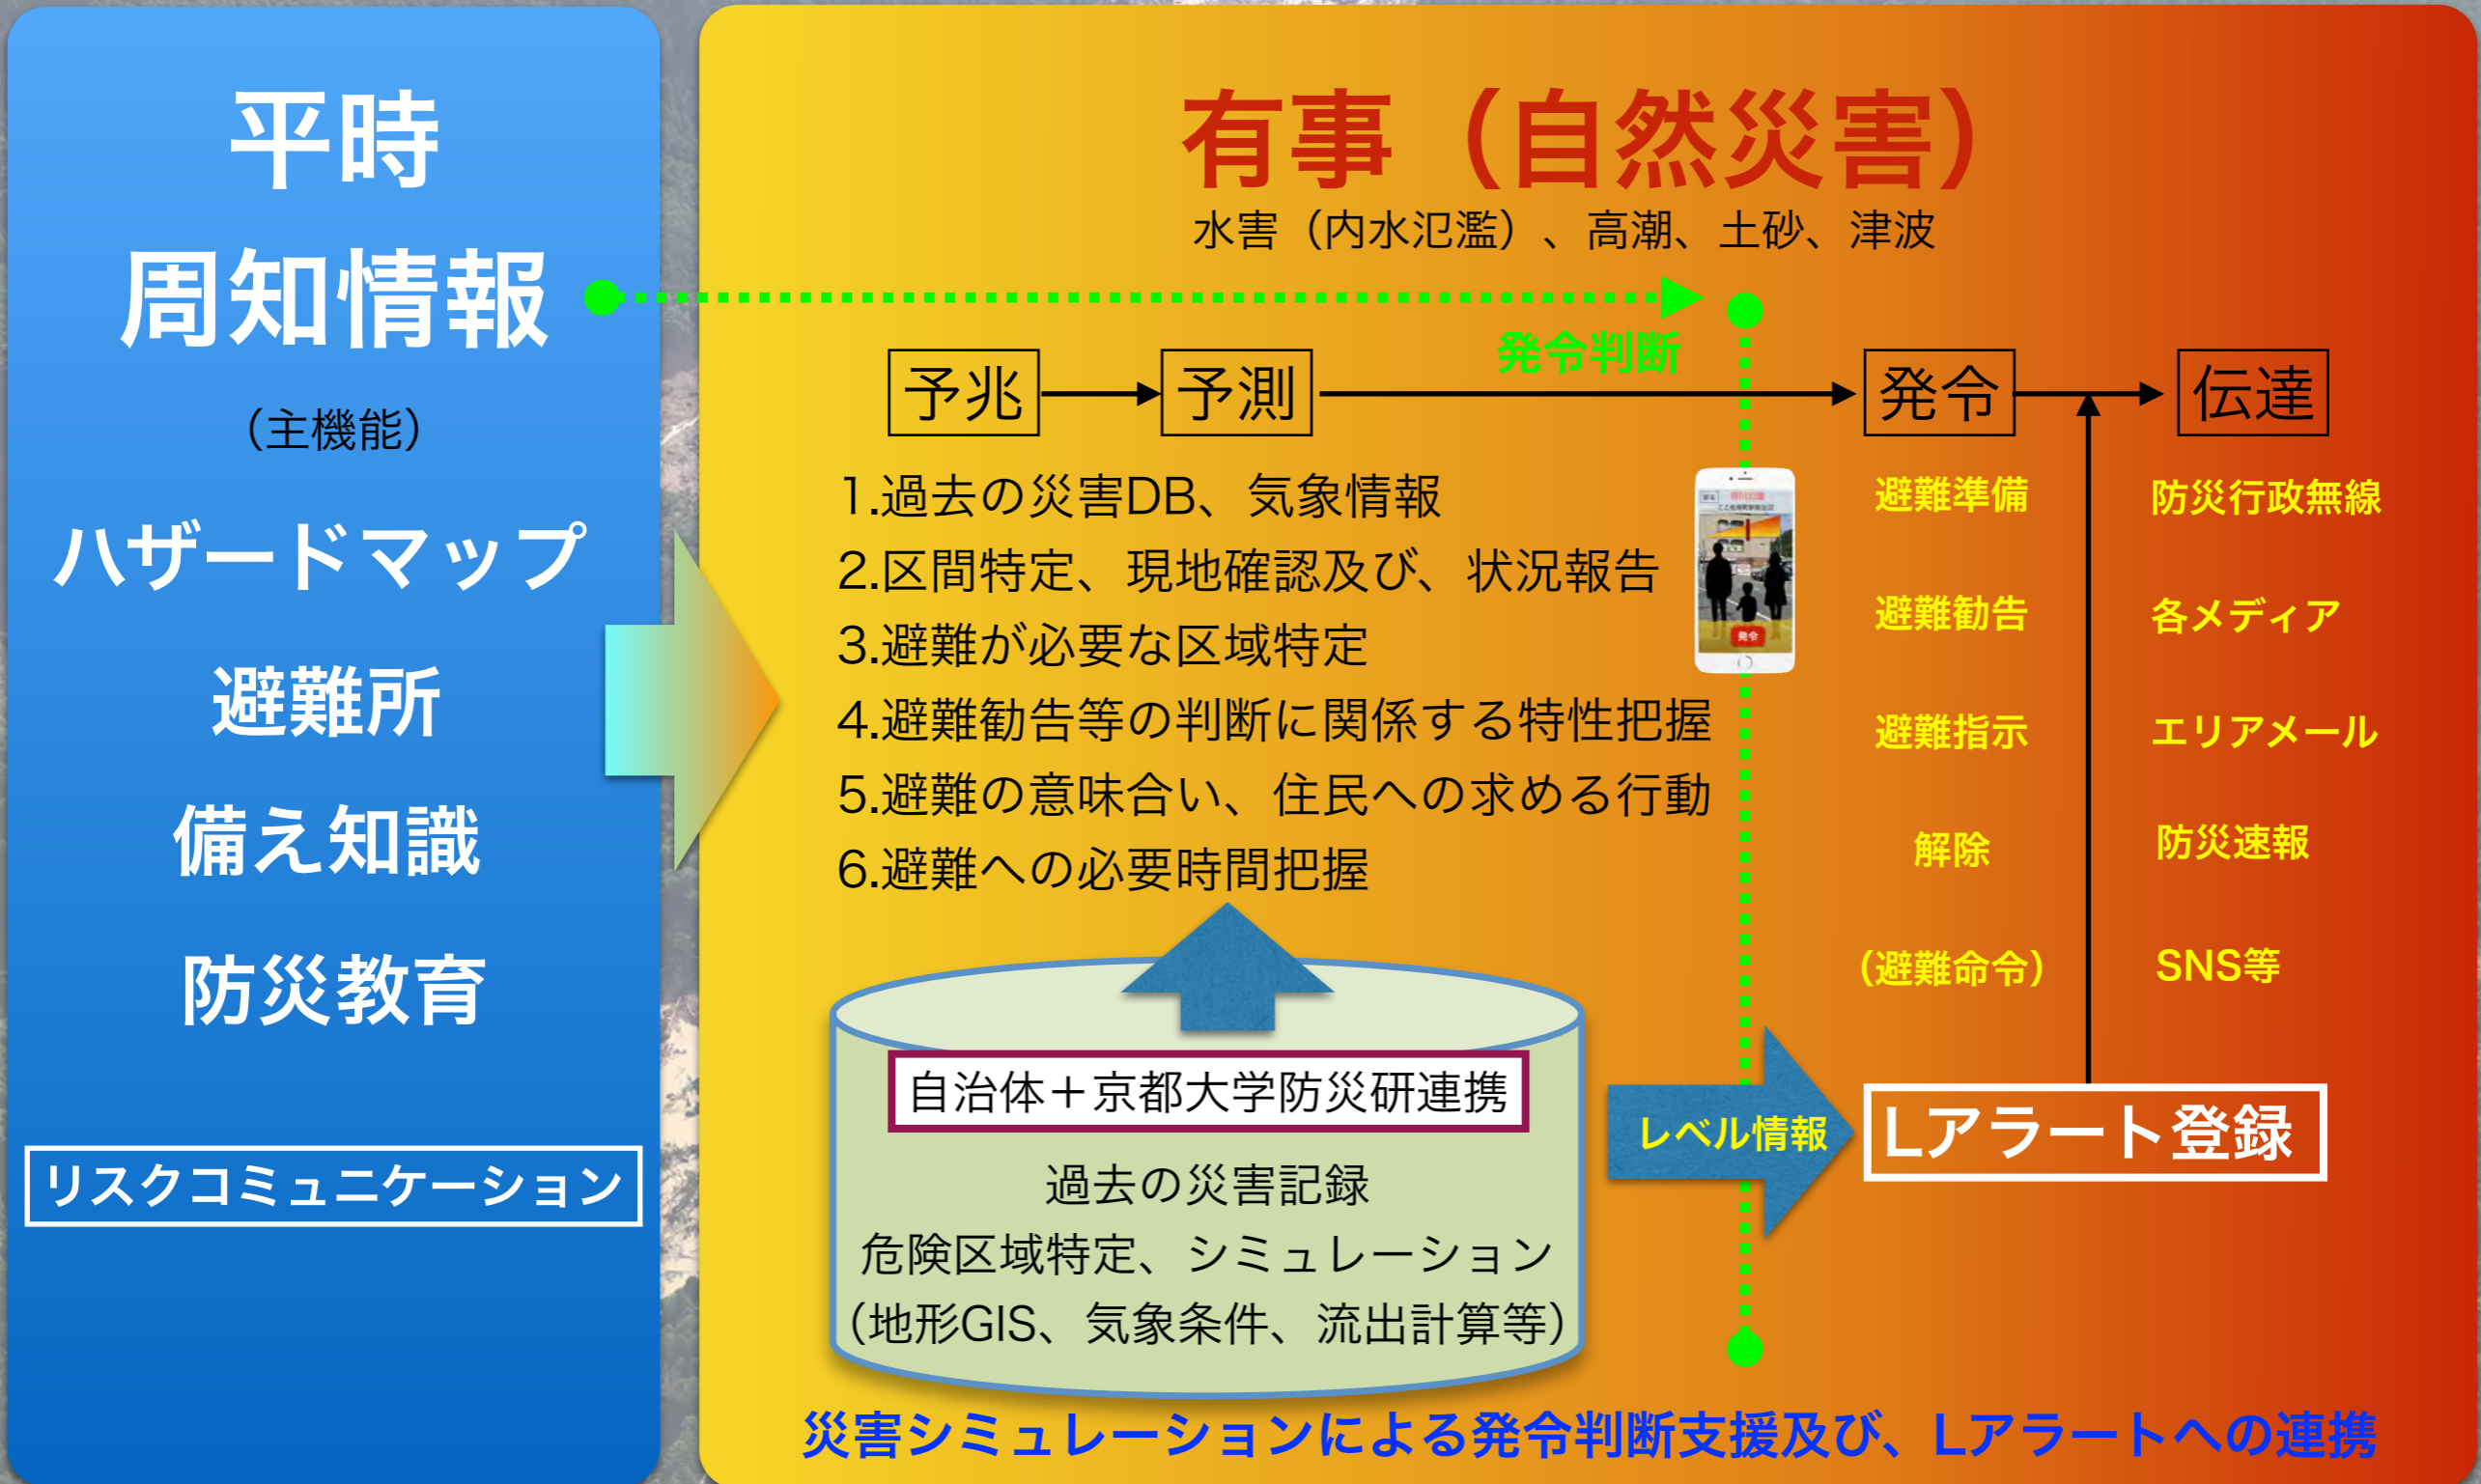 平時
周知情報
（主機能）
ハザードマップ
避難所
備え知識
防災教育
リスクコミュニケーション
有事（自然災害）
水害（内水氾濫）、高潮、土砂、津波
発令判断
予兆
予測
発令
伝達
1.過去の災害DB、気象情報
2.区間特定、現地確認及び、状況報告
3.避難が必要な区域特定
4.避難勧告等の判断に関係する特性把握
5.避難の意味合い、住民への求める行動
6.避難への必要時間把握
発令
避難準備
避難勧告
避難指示
解除
（避難命令）
防災行政無線
各メディア
エリアメール
防災速報
SNS等
自治体＋京都大学防災研連携
過去の災害記録
危険区域特定、シミュレーション
（地形GIS、気象条件、流出計算等）
レベル情報
Lアラート登録
災害シミュレーションによる発令判断支援及び、Lアラートへの連携